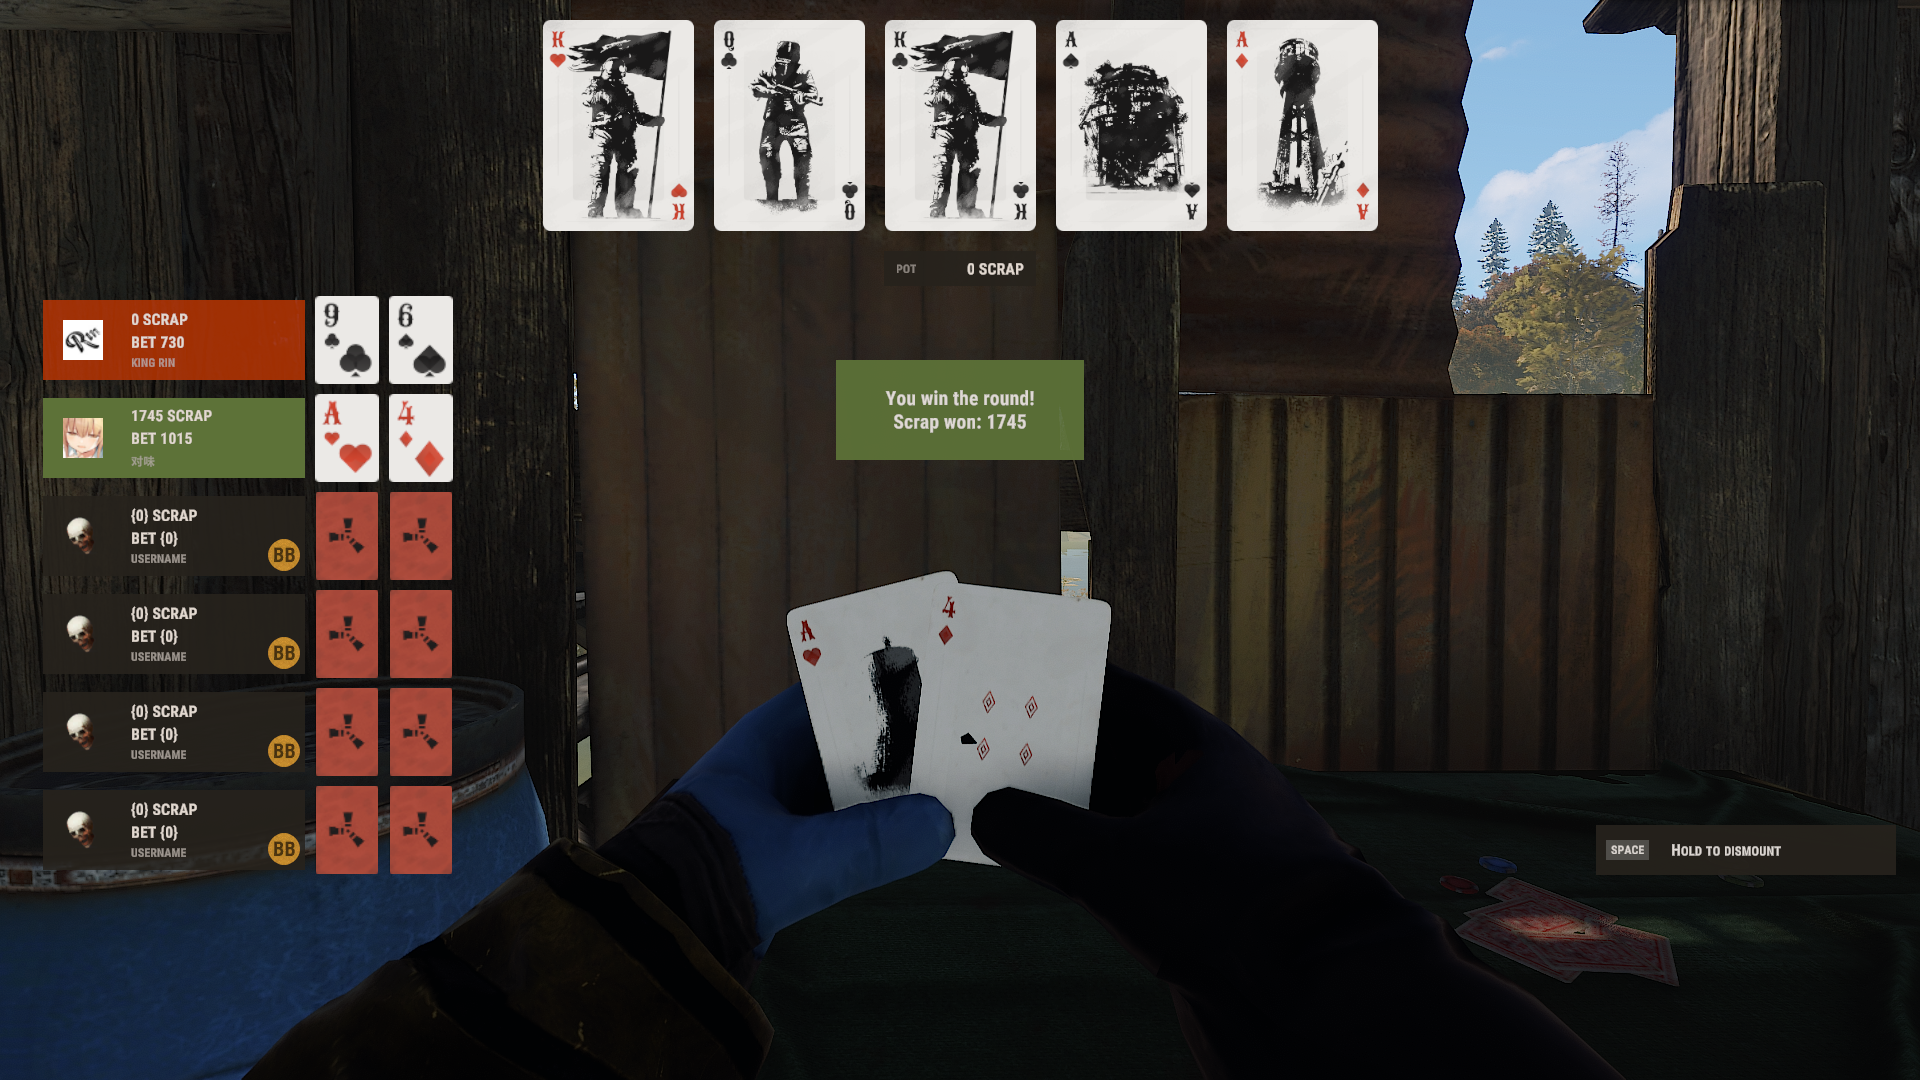 K
Q
K
A
A
K
Q
K
A
A
POT 0 SCRAP
Rin
0 SCRAP
BET 730
KING RIN
9 6
1745 SCRAP
BET 1015
对味
A 4
You win the round!
Scrap won: 1745
{0} SCRAP
BET {0}
USERNAME
BB
{0} SCRAP
BET {0}
USERNAME
BB
{0} SCRAP
BET {0}
USERNAME
BB
{0} SCRAP
BET {0}
USERNAME
BB
A 4
SPACE HOLD TO DISMOUNT